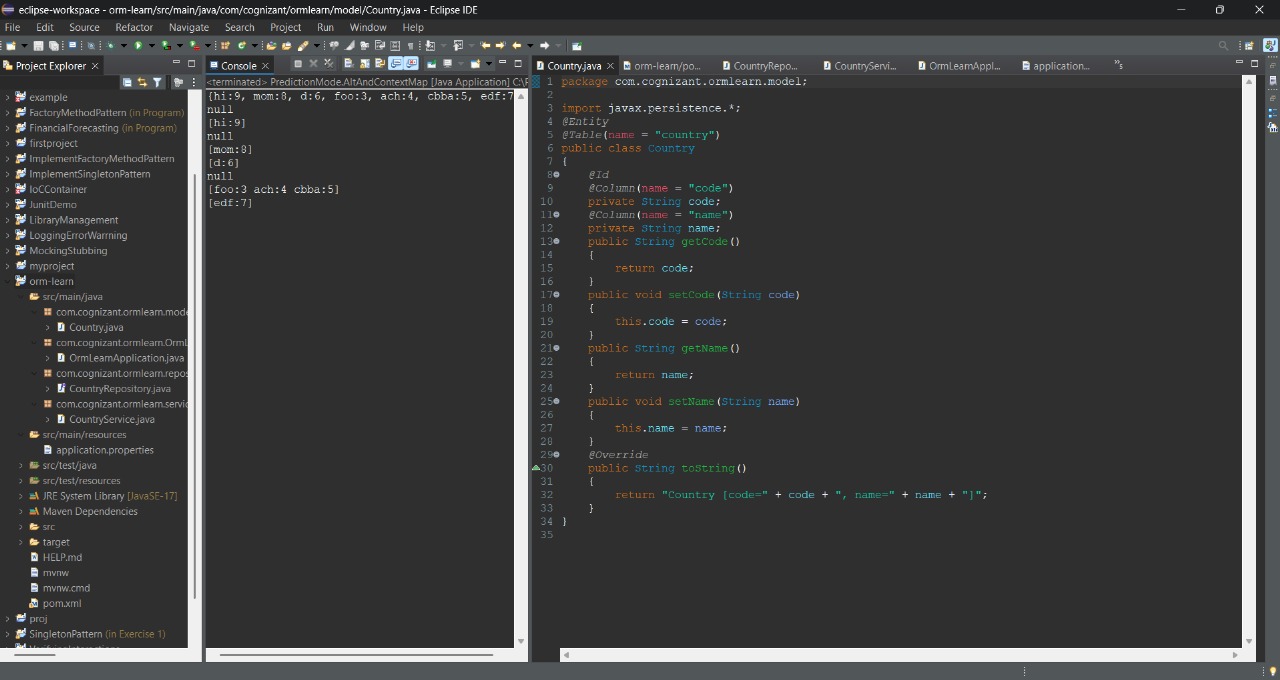 eclipse-workspace - orm-learn/src/main/java/com/cognizant/ormlearn/model/Country.java - Eclipse IDE
File Edit Source Refactor Navigate Search Project Run Window Help
Project Explorer
example
FactoryMethodPattern (in Program)
FinancialForecasting (in Program)
firstproject
ImplementFactoryMethodPattern
ImplementSingletonPattern
IoCContainer
JunitDemo
LibraryManagement
LoggingErrorWarrning
MockingStubbing
myproject
orm-learn
src/main/java
com.cognizant.ormlearn.mode
Country.java
com.cognizant.ormlearn.OrmL
OrmLearnApplication.java
com.cognizant.ormlearn.repos
CountryRepository.java
com.cognizant.ormlearn.servic
CountryService.java
src/main/resources
application.properties
src/test/java
src/test/resources
JRE System Library [JavaSE-17]
Maven Dependencies
src
target
HELP.md
mvnw
mvnw.cmd
pom.xml
proj
SingletonPattern (in Exercise 1)
Console
<terminated> PredictionMode.AltAndContextMap [Java Application] C:\P
{hi:9, mom:8, d:6, foo:3, ach:4, cbba:5, edf:7
null
[hi:9]
null
[mom:8]
[d:6]
null
[foo:3 ach:4 cbba:5]
[edf:7]
Country.java orm-learn/po... CountryRepo... CountryServi... OrmLearnAppl... application... »5
1 package com.cognizant.ormlearn.model;
2
3 import javax.persistence.*;
4 @Entity
5 @Table(name = "country")
6 public class Country
7 {
8 @Id
9 @Column(name = "code")
10 private String code;
11 @Column(name = "name")
12 private String name;
13 public String getCode()
14 {
15 return code;
16 }
17 public void setCode(String code)
18 {
19 this.code = code;
20 }
21 public String getName()
22 {
23 return name;
24 }
25 public void setName(String name)
26 {
27 this.name = name;
28 }
29 @Override
30 public String toString()
31 {
32 return "Country [code=" + code + ", name=" + name + "]";
33 }
34 }
35